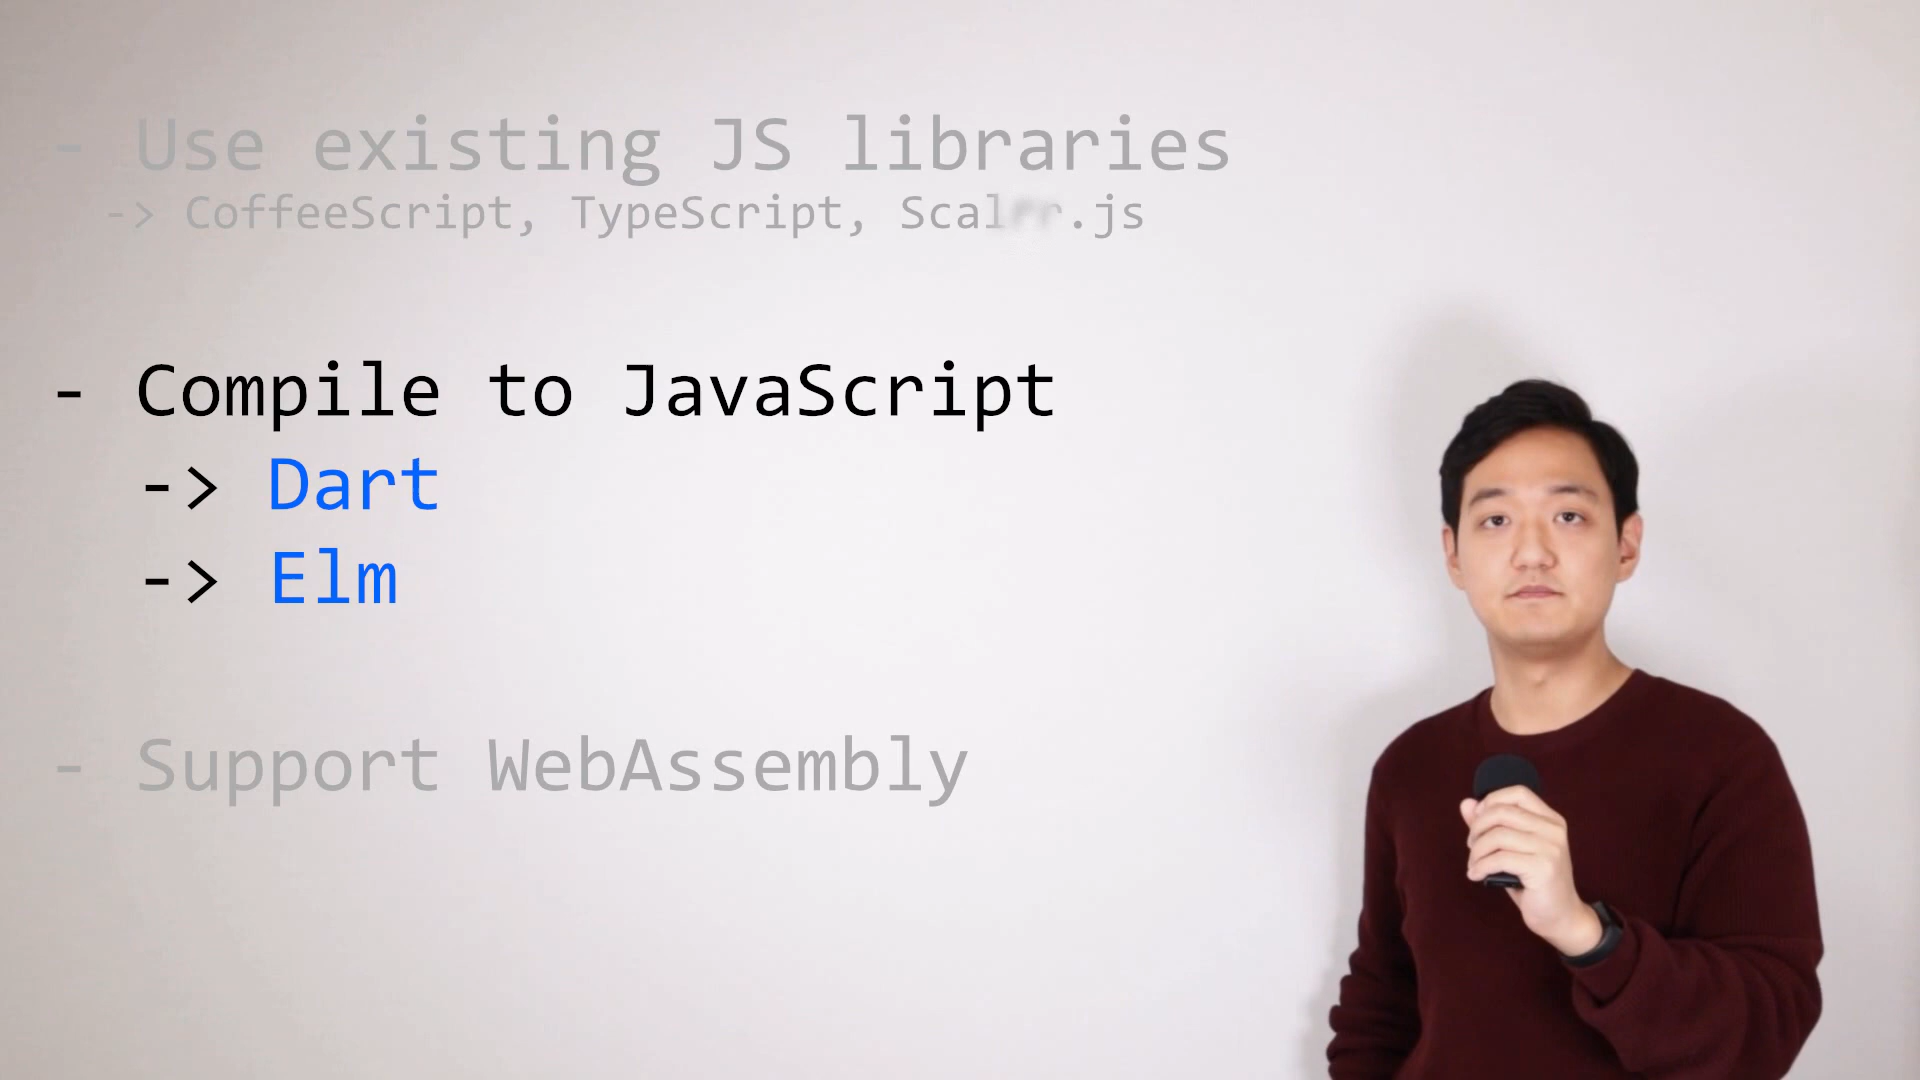 - Use existing JS libraries
-> CoffeeScript, TypeScript,
- Compile to JavaScript
-> Dart
-> Elm
- Support WebAssembly